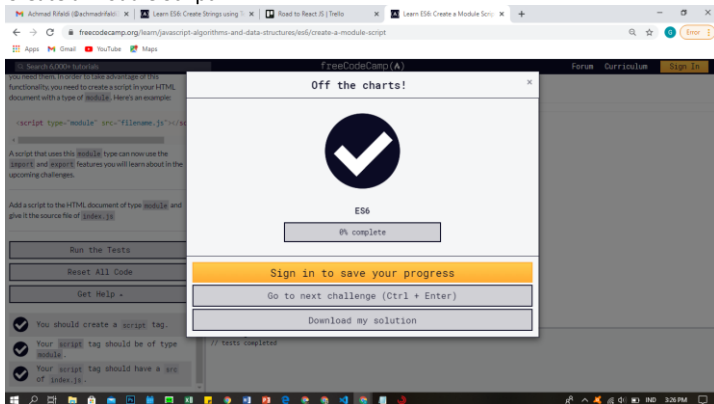 Create a Module Script
Achmad Rifaldi (@achmadrifaldi
Learn ES6: Create Strings using T
Road to React JS | Trello
Learn ES6: Create a Module Scrip
freecodecamp.org/learn/javascript-algorithms-and-data-structures/es6/create-a-module-script
G Error
Apps Gmail YouTube Maps
Search 6,000+ tutorials
freeCodeCamp(🔥)
Forum Curriculum Sign In
you need them. In order to take advantage of this
functionality, you need to create a script in your HTML
document with a type of module. Here's an example:
<script type="module" src="filename.js"></sc
A script that uses this module type can now use the
import and export features you will learn about in the
upcoming challenges.
Add a script to the HTML document of type module and
give it the source file of index.js
Run the Tests
Reset All Code
Get Help
You should create a script tag.
Your script tag should be of type
module.
Your script tag should have a src
of index.js.
Off the charts!
×
ES6
0% complete
Sign in to save your progress
Go to next challenge (Ctrl + Enter)
Download my solution
// tests completed
IND 3:26 PM